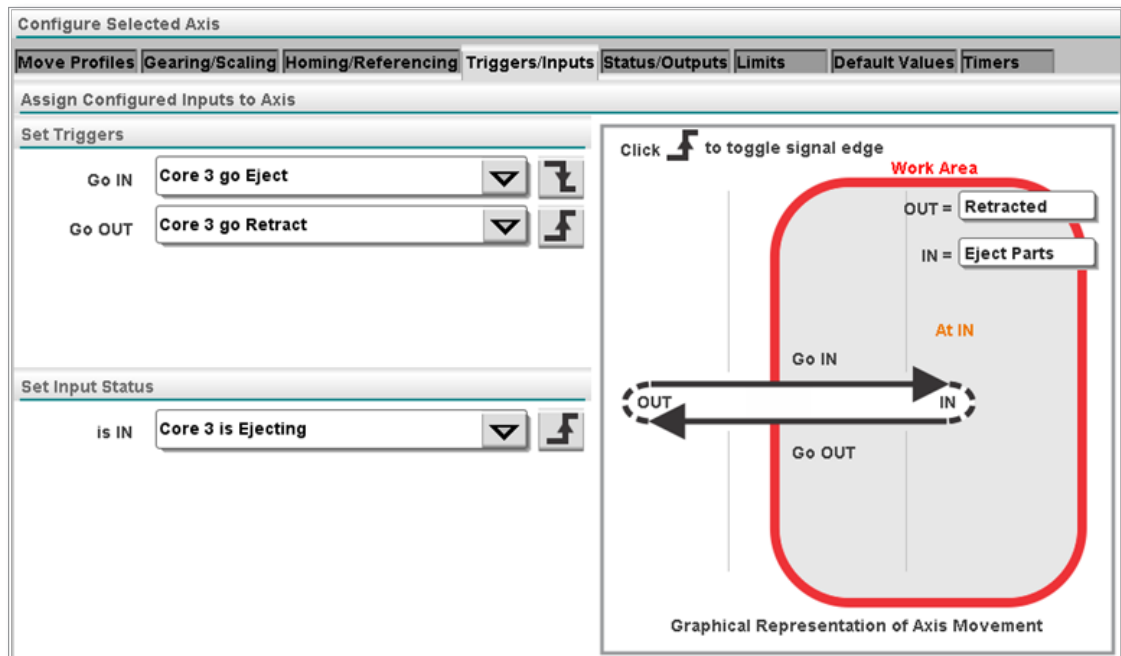 Configure Selected Axis
Move Profiles Gearing/Scaling Homing/Referencing Triggers/Inputs Status/Outputs Limits Default Values Timers
Assign Configured Inputs to Axis
Set Triggers
Go IN Core 3 go Eject
Go OUT Core 3 go Retract
Set Input Status
is IN Core 3 is Ejecting
Click to toggle signal edge
Work Area
OUT = Retracted
IN = Eject Parts
At IN
Go IN
OUT IN
Go OUT
Graphical Representation of Axis Movement